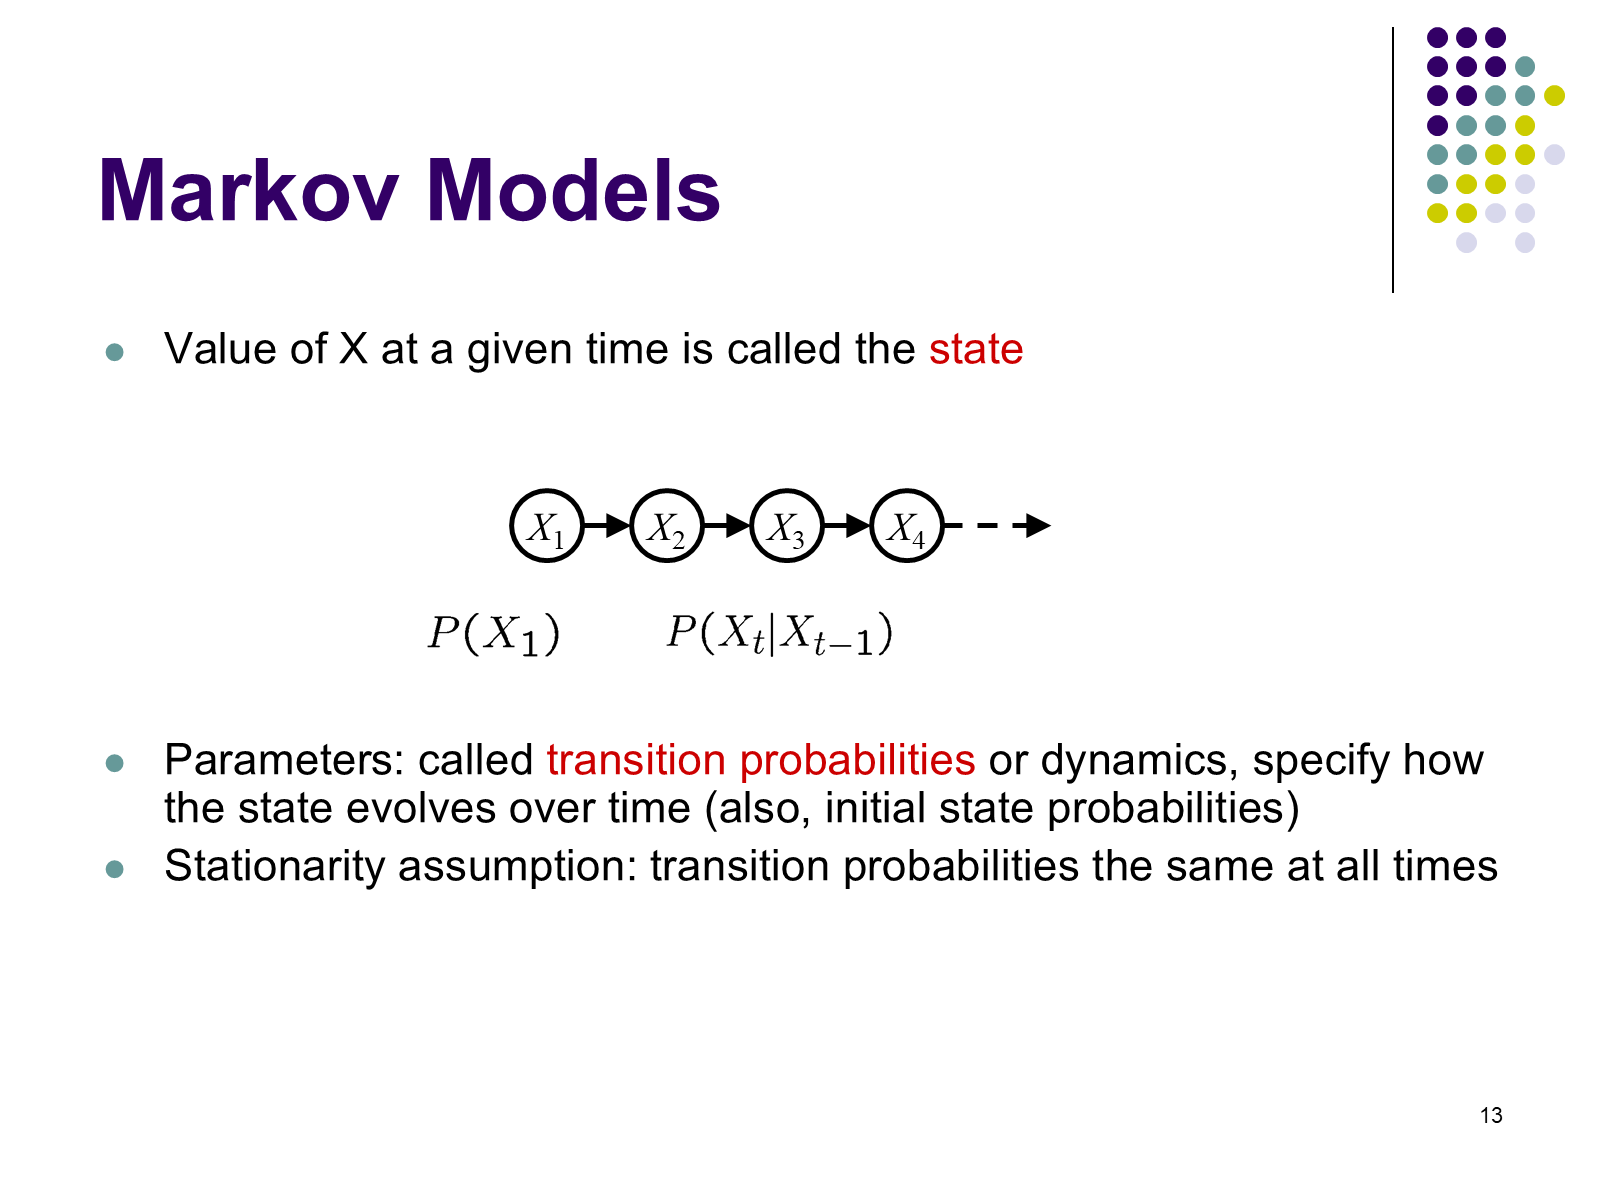 Markov Models
Value of X at a given time is called the state
X1 X2 X3 X4
P(X1) P(Xt|Xt−1)
Parameters: called transition probabilities or dynamics, specify how
the state evolves over time (also, initial state probabilities)
Stationarity assumption: transition probabilities the same at all times
13